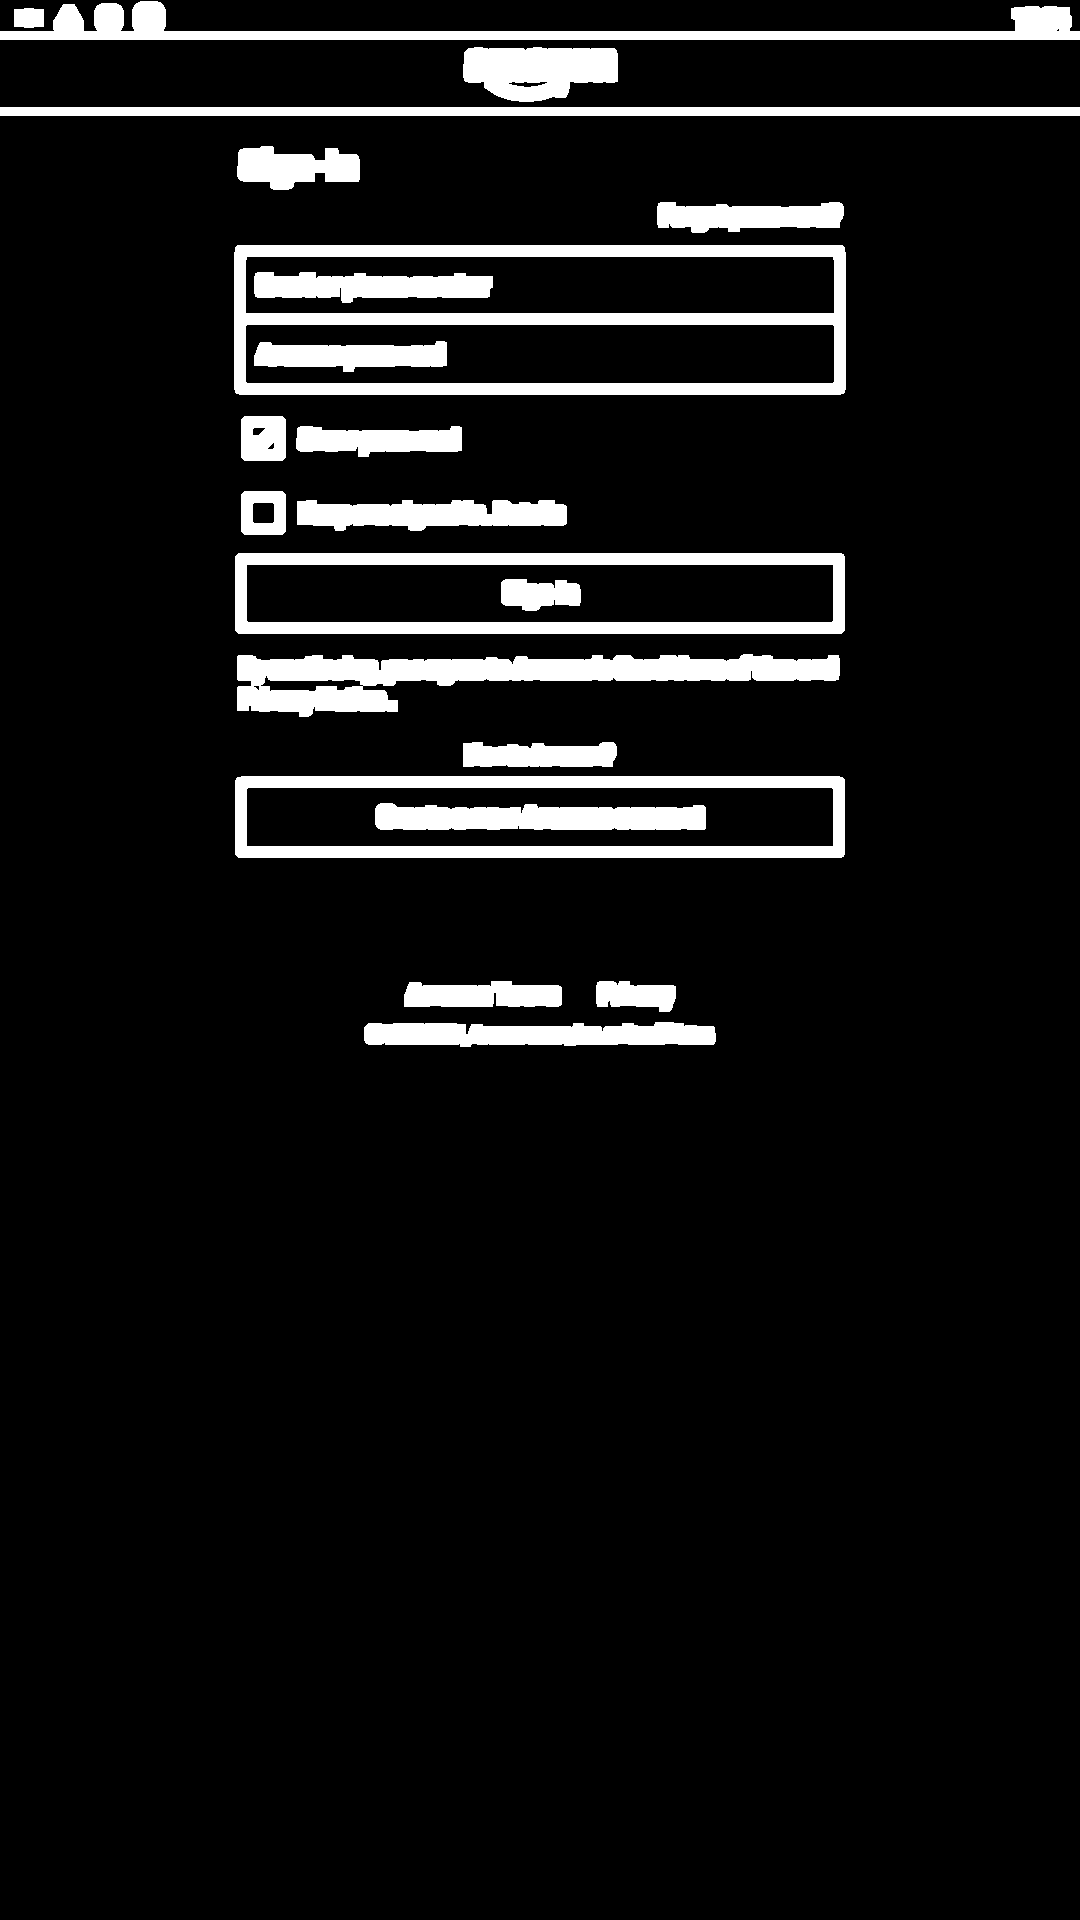 Sign-In
Forgot password?
Email or phone number
Amazon password
Show password
Keep me signed in. Details
Sign In
By continuing, you agree to Amazon's Conditions of Use and
Privacy Notice.
New to Amazon?
Create a new Amazon account
Amazon Terms Privacy
Amazon